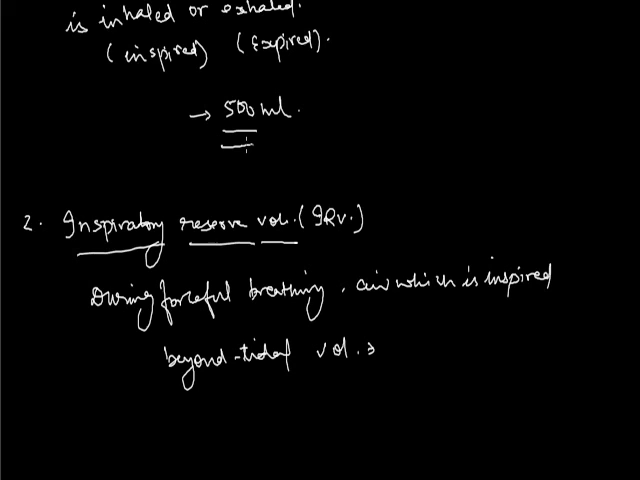 is inhaled or exhaled.
(inspired) (Expired).
→ 500 ml.
2. Inspiratory reserve vol. (IRV.)
During forceful breathing, air which is inspired
beyond tidal vol.